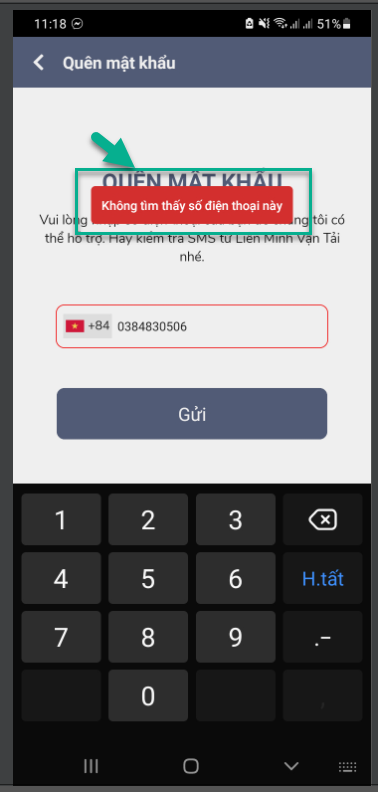 11:18
51%
Quên mật khẩu
QUÊN MẬT KHẨU
Không tìm thấy số điện thoại này
Vui lòng tôi có
thể hỗ trợ. Hãy kiểm tra SMS từ Liên Minh Vận Tải
nhé.
+84 0384830506
Gửi
1 2 3
4 5 6 H.tất
7 8 9 .-
0 ,